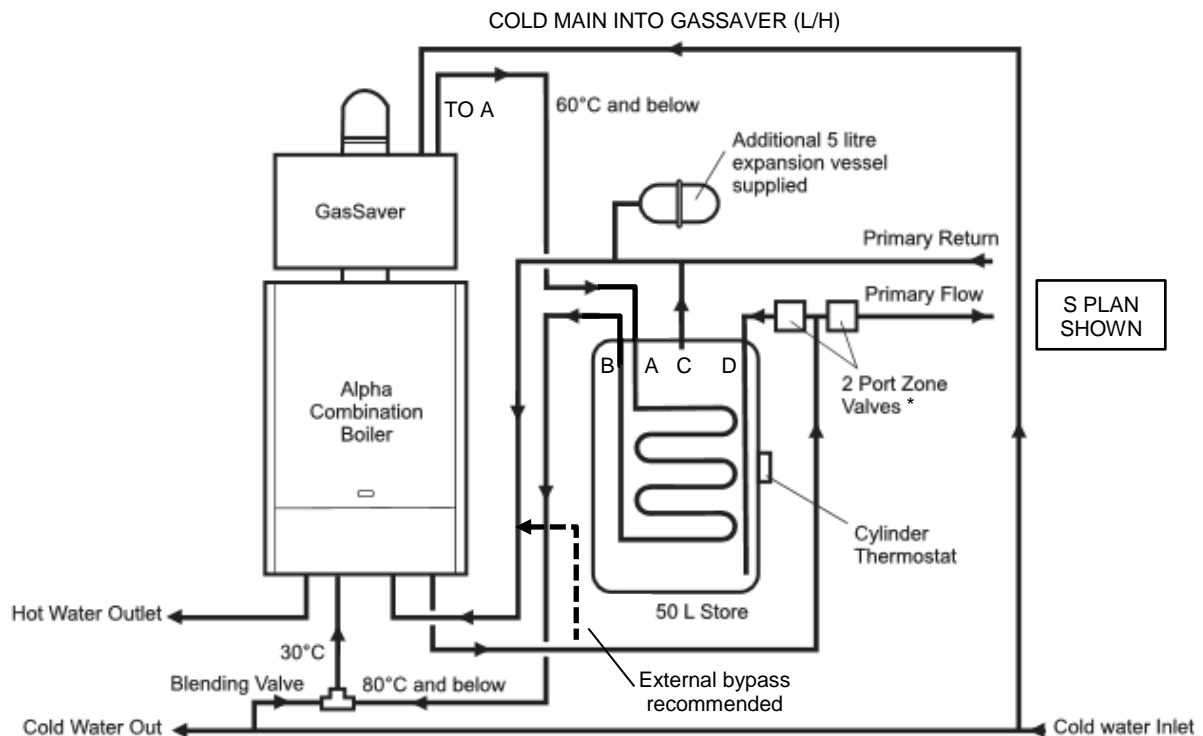 COLD MAIN INTO GASSAVER (L/H)
TO A
60°C and below
Additional 5 litre
expansion vessel
supplied
GasSaver
Primary Return
Primary Flow
S PLAN
SHOWN
B
A
C
D
2 Port Zone
Valves *
Alpha
Combination
Boiler
Cylinder
Thermostat
50 L Store
Hot Water Outlet
30°C
External bypass
recommended
Blending Valve
80°C and below
Cold Water Out
Cold water Inlet